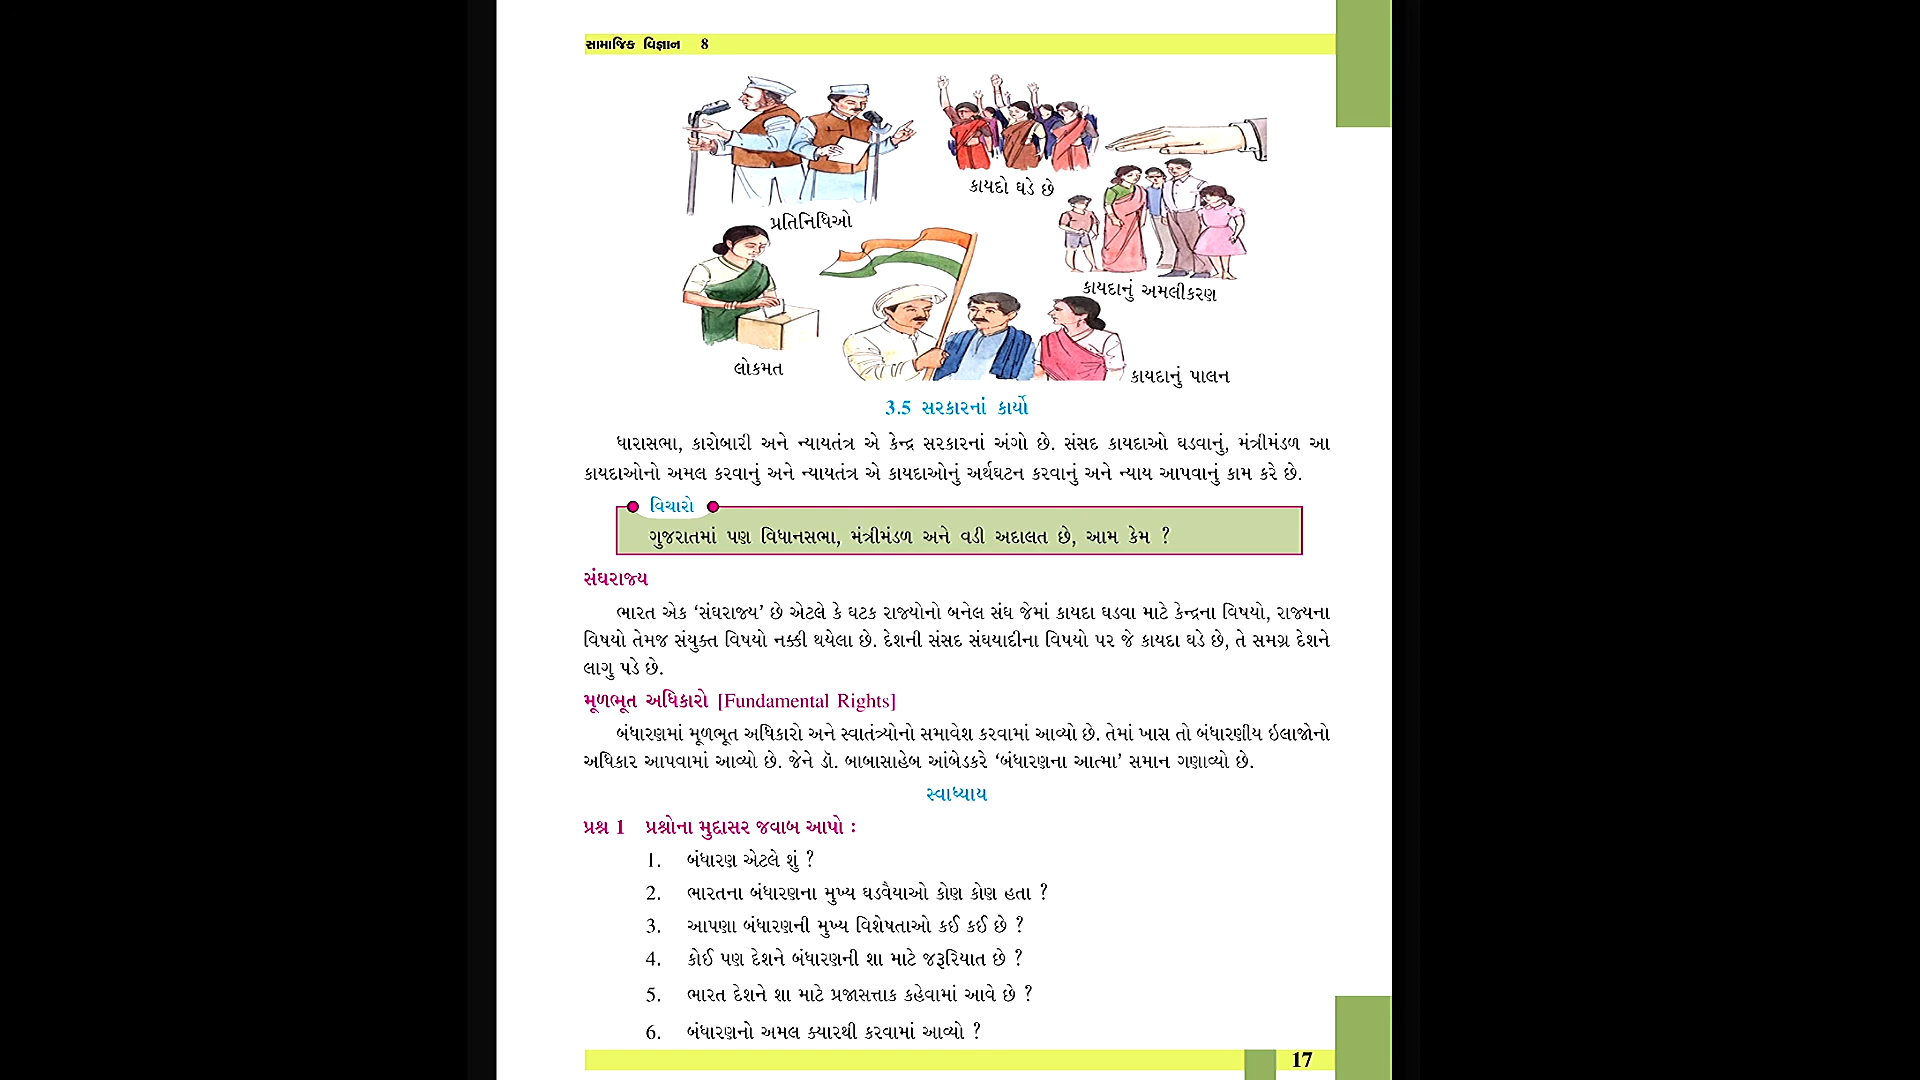 સામાજિક વિજ્ઞાન 8
પ્રતિનિધિઓ
કાયદો ઘડે છે
કાયદાનું અમલીકરણ
લોકમત
કાયદાનું પાલન
3.5 સરકારનાં કાર્યો
ધારાસભા, કારોબારી અને ન્યાયતંત્ર એ કેન્દ્ર સરકારનાં અંગો છે. સંસદ કાયદાઓ ઘડવાનું, મંત્રીમંડળ આ
કાયદાઓનો અમલ કરવાનું અને ન્યાયતંત્ર એ કાયદાઓનું અર્થઘટન કરવાનું અને ન્યાય આપવાનું કામ કરે છે.
વિચારો
ગુજરાતમાં પણ વિધાનસભા, મંત્રીમંડળ અને વડી અદાલત છે, આમ કેમ ?
સંઘરાજ્ય
ભારત એક ‘સંઘરાજ્ય’ છે એટલે કે ઘટક રાજ્યોનો બનેલ સંઘ જેમાં કાયદા ઘડવા માટે કેન્દ્રના વિષયો, રાજ્યના
વિષયો તેમજ સંયુક્ત વિષયો નક્કી થયેલા છે. દેશની સંસદ સંઘયાદીના વિષયો પર જે કાયદા ઘડે છે, તે સમગ્ર દેશને
લાગુ પડે છે.
મૂળભૂત અધિકારો [Fundamental Rights]
બંધારણમાં મૂળભૂત અધિકારો અને સ્વાતંત્ર્યોનો સમાવેશ કરવામાં આવ્યો છે. તેમાં ખાસ તો બંધારણીય ઇલાજોનો
અધિકાર આપવામાં આવ્યો છે. જેને ડૉ. બાબાસાહેબ આંબેડકરે ‘બંધારણના આત્મા’ સમાન ગણાવ્યો છે.
સ્વાધ્યાય
પ્રશ્ન 1 પ્રશ્નોના મુદ્દાસર જવાબ આપો :
1. બંધારણ એટલે શું ?
2. ભારતના બંધારણના મુખ્ય ઘડવૈયાઓ કોણ કોણ હતા ?
3. આપણા બંધારણની મુખ્ય વિશેષતાઓ કઈ કઈ છે ?
4. કોઈ પણ દેશને બંધારણની શા માટે જરૂરિયાત છે ?
5. ભારત દેશને શા માટે પ્રજાસત્તાક કહેવામાં આવે છે ?
6. બંધારણનો અમલ ક્યારથી કરવામાં આવ્યો ?
17